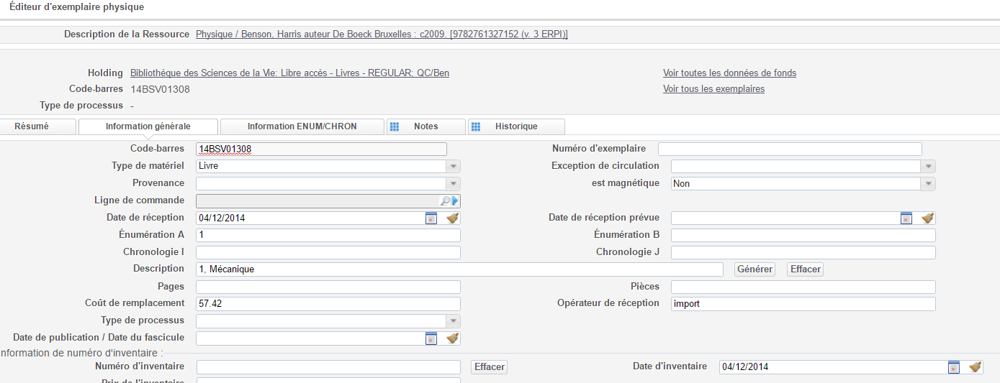 Éditeur d'exemplaire physique
Description de la Ressource Physique / Benson, Harris auteur De Boeck Bruxelles : c2009. [9782761327152 (v. 3 ERPI)]
Holding Bibliothèque des Sciences de la Vie: Libre accès - Livres - REGULAR; QC/Ben Voir toutes les données de fonds
Code-barres 14BSV01308 Voir tous les exemplaires
Type de processus -
Résumé Information générale Information ENUM/CHRON Notes Historique
Code-barres 14BSV01308 Numéro d'exemplaire
Type de matériel Livre Exception de circulation
Provenance est magnétique Non
Ligne de commande
Date de réception 04/12/2014 Date de réception prévue
Énumération A 1 Énumération B
Chronologie I Chronologie J
Description 1, Mécanique Générer Effacer
Pages Pièces
Coût de remplacement 57.42 Opérateur de réception import
Type de processus
Date de publication / Date du fascicule
nformation de numéro d'inventaire :
Numéro d'inventaire Effacer Date d'inventaire 04/12/2014
Prix de l'inventaire